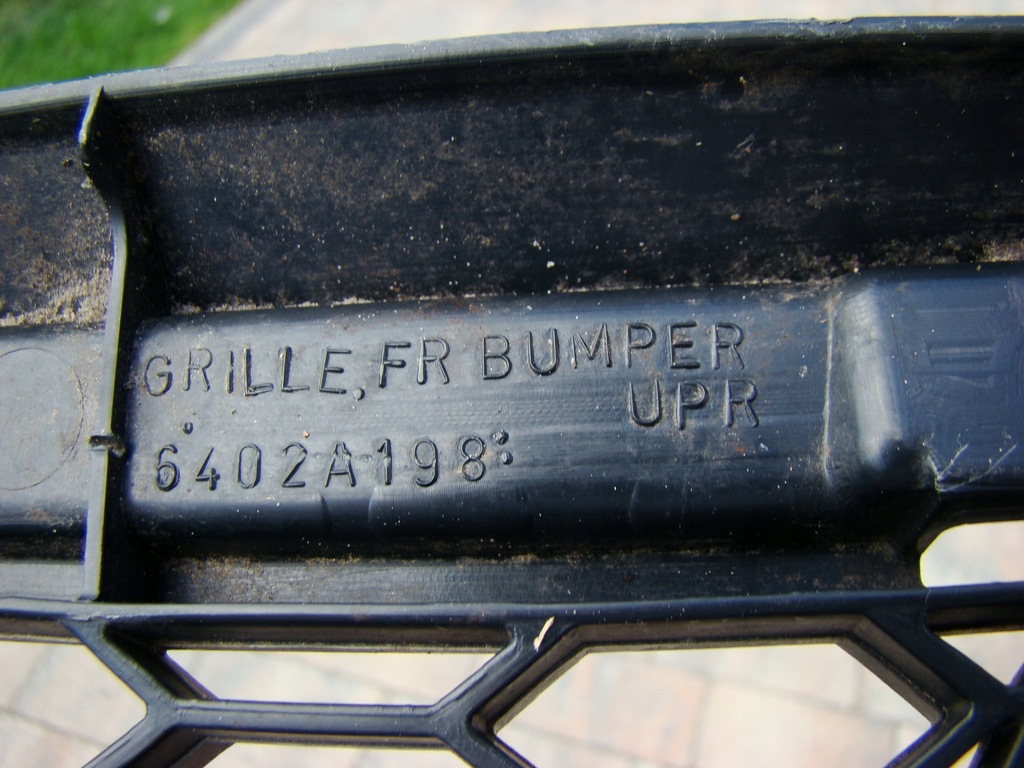 GRILLE, FR BUMPER
UPR
6402A198